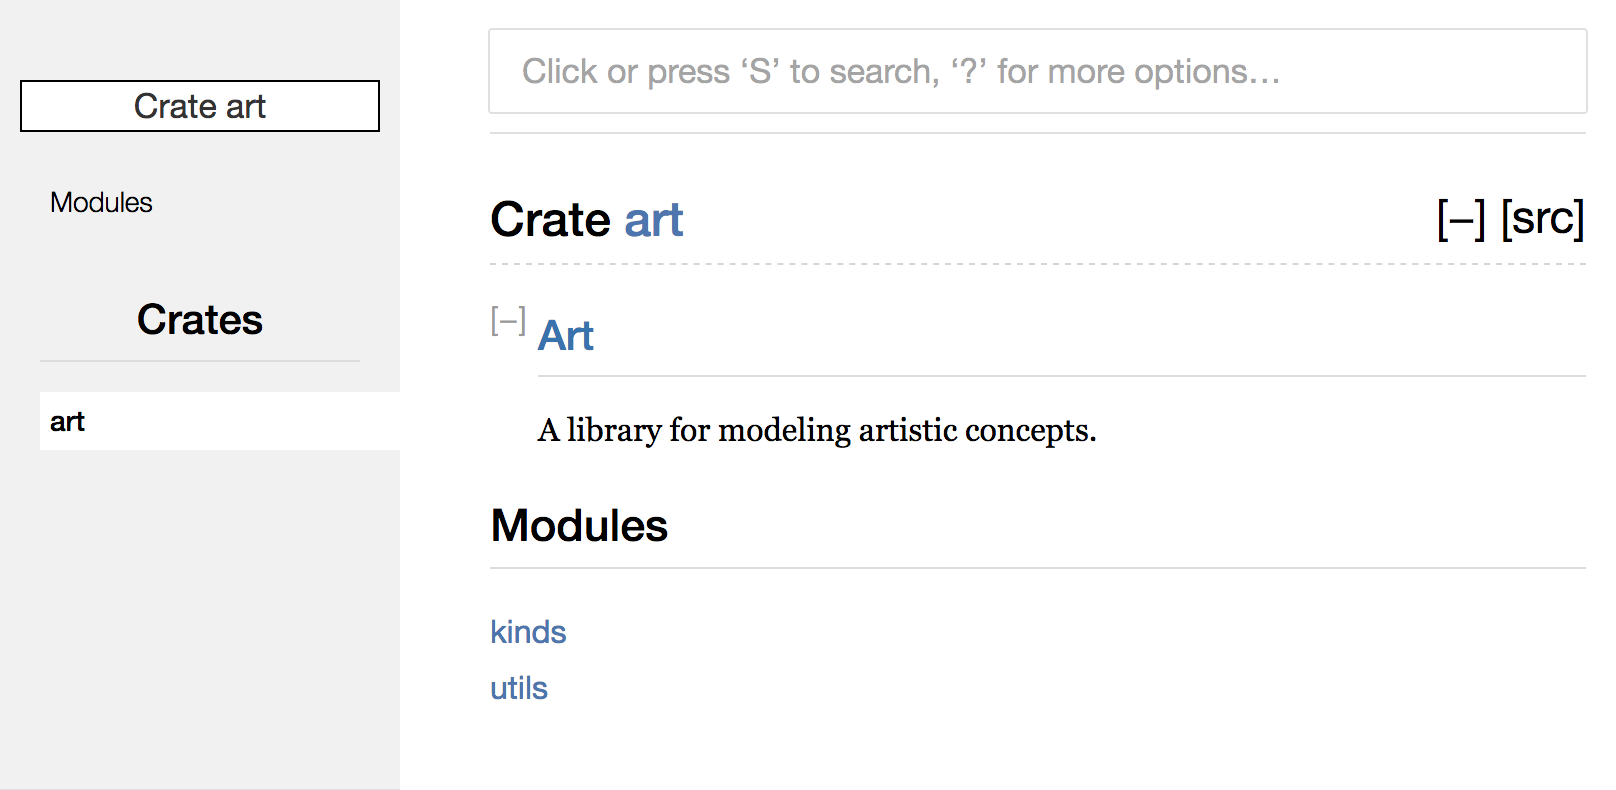 Crate art
Modules
Crates
art
Click or press ‘S’ to search, ‘?’ for more options…
Crate art [−] [src]
[−] Art
A library for modeling artistic concepts.
Modules
kinds
utils